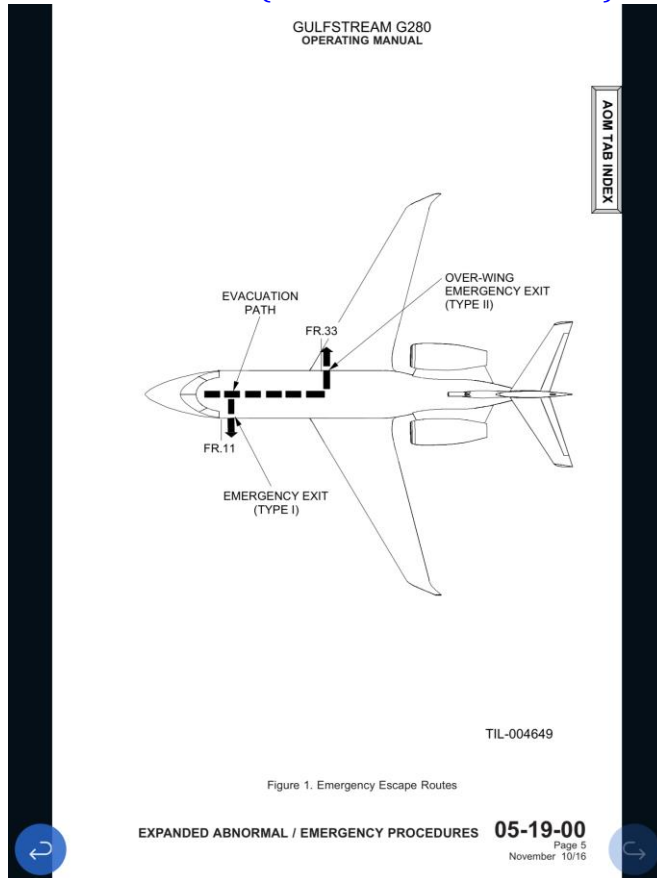 GULFSTREAM G280
OPERATING MANUAL
AOM TAB INDEX
OVER-WING
EMERGENCY EXIT
(TYPE II)
EVACUATION
PATH
FR.33
FR.11
EMERGENCY EXIT
(TYPE I)
TIL-004649
Figure 1. Emergency Escape Routes
EXPANDED ABNORMAL / EMERGENCY PROCEDURES 05-19-00
Page 5
November 10/16